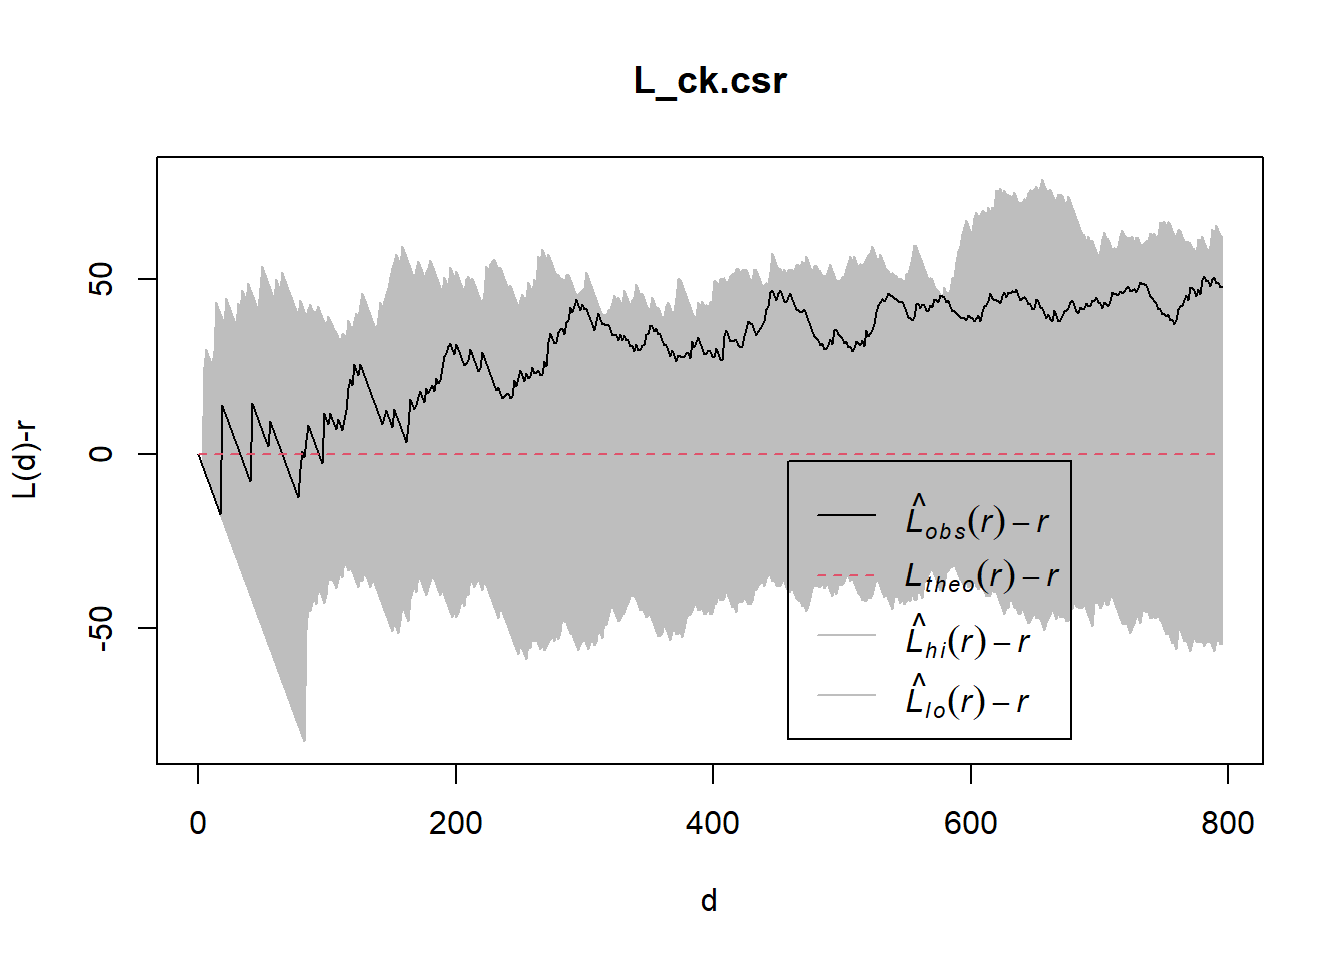 L_ck.csr
L(d)-r
50
0
-50
0 200 400 600 800
d
L̂obs(r) − r
Ltheo(r) − r
L̂hi(r) − r
L̂lo(r) − r